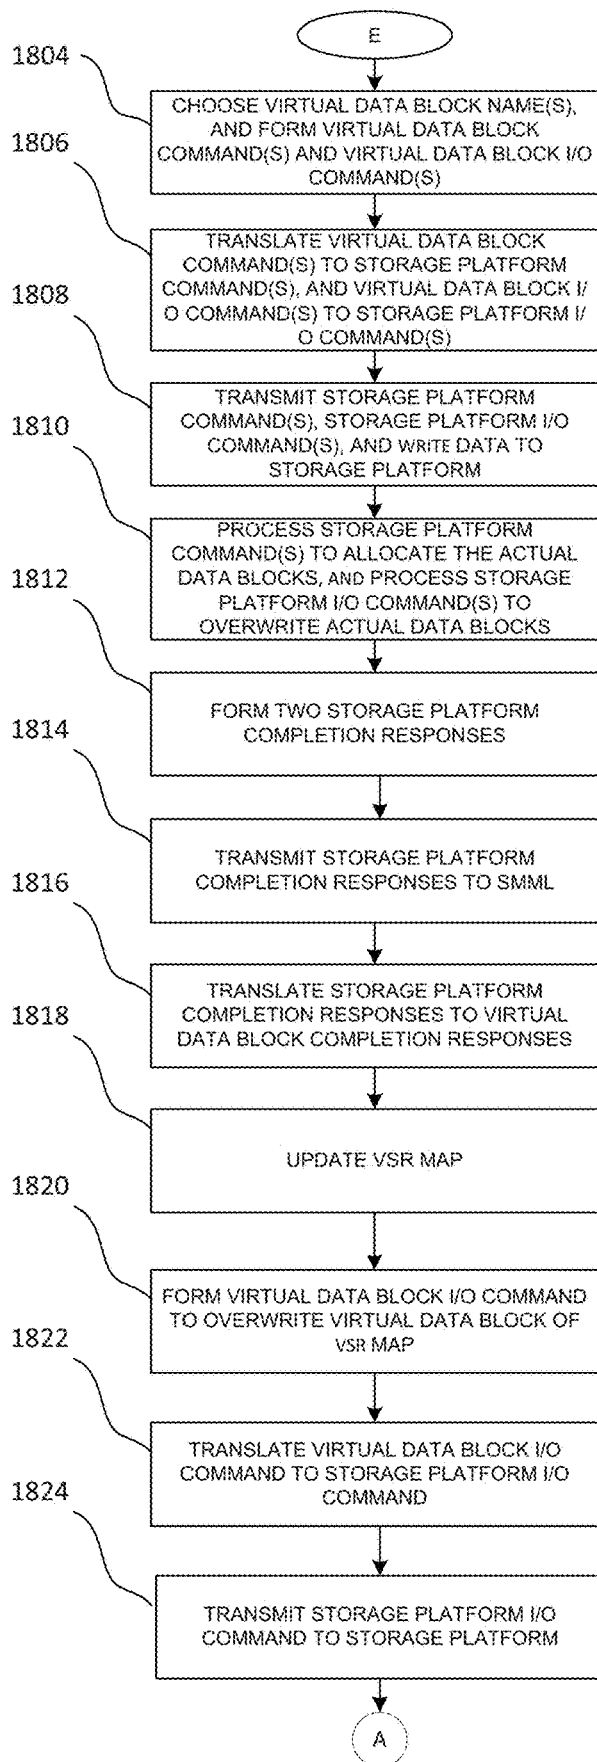 E
1804
CHOOSE VIRTUAL DATA BLOCK NAME(S),
AND FORM VIRTUAL DATA BLOCK
COMMAND(S) AND VIRTUAL DATA BLOCK I/O
COMMAND(S)
1806
TRANSLATE VIRTUAL DATA BLOCK
COMMAND(S) TO STORAGE PLATFORM
COMMAND(S), AND VIRTUAL DATA BLOCK I/
O COMMAND(S) TO STORAGE PLATFORM I/
O COMMAND(S)
1808
TRANSMIT STORAGE PLATFORM
COMMAND(S), STORAGE PLATFORM I/O
COMMAND(S), AND WRITE DATA TO
STORAGE PLATFORM
1810
PROCESS STORAGE PLATFORM
COMMAND(S) TO ALLOCATE THE ACTUAL
DATA BLOCKS, AND PROCESS STORAGE
PLATFORM I/O COMMAND(S) TO
OVERWRITE ACTUAL DATA BLOCKS
1812
FORM TWO STORAGE PLATFORM
COMPLETION RESPONSES
1814
TRANSMIT STORAGE PLATFORM
COMPLETION RESPONSES TO SMML
1816
TRANSLATE STORAGE PLATFORM
COMPLETION RESPONSES TO VIRTUAL
DATA BLOCK COMPLETION RESPONSES
1818
UPDATE VSR MAP
1820
FORM VIRTUAL DATA BLOCK I/O COMMAND
TO OVERWRITE VIRTUAL DATA BLOCK OF
VSR MAP
1822
TRANSLATE VIRTUAL DATA BLOCK I/O
COMMAND TO STORAGE PLATFORM I/O
COMMAND
1824
TRANSMIT STORAGE PLATFORM I/O
COMMAND TO STORAGE PLATFORM
A